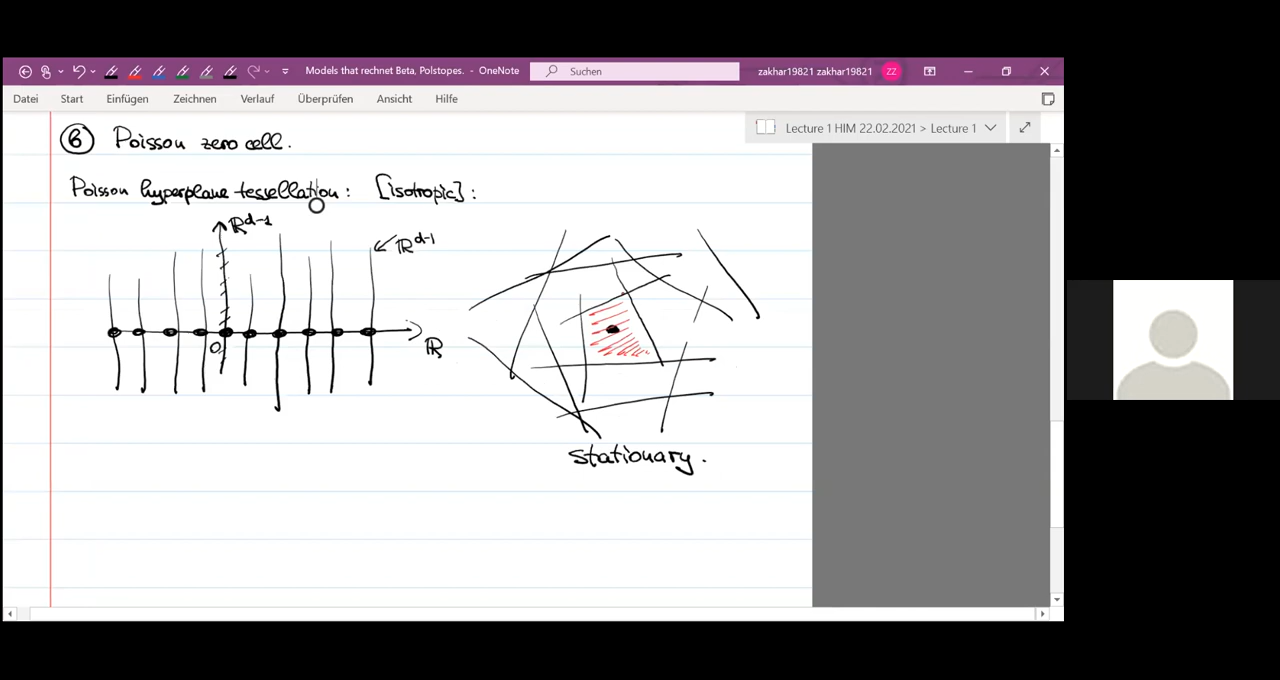 Models that rechnet Beta, Polstopes. - OneNote
Suchen
zakhar19821 zakhar19821
ZZ
Datei Start Einfügen Zeichnen Verlauf Überprüfen Ansicht Hilfe
Lecture 1 HIM 22.02.2021 > Lecture 1
⑥ Poisson zero cell.
Poisson hyperplane tessellation: [isotropic]:
ℝ^{d-1}
ℝ^{d-1}
0
ℝ
stationary.